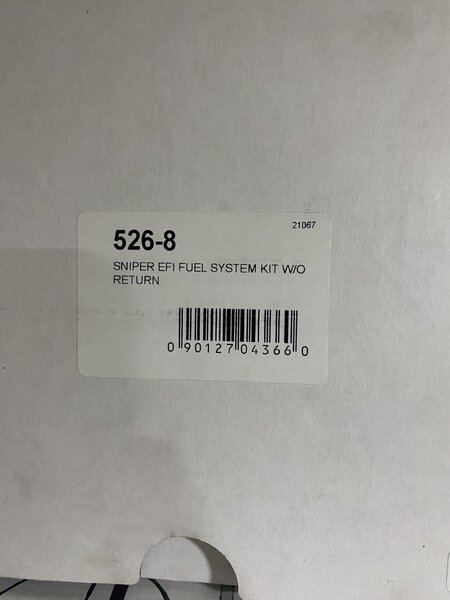 21067
526-8
SNIPER EFI FUEL SYSTEM KIT W/O
RETURN
0 90127 04366 0